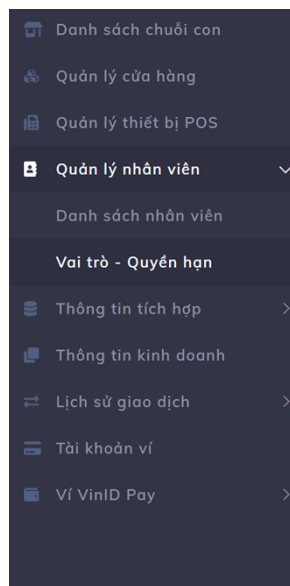 Danh sách chuỗi con
Quản lý cửa hàng
Quản lý thiết bị POS
Quản lý nhân viên
Danh sách nhân viên
Vai trò - Quyền hạn
Thông tin tích hợp
Thông tin kinh doanh
Lịch sử giao dịch
Tài khoản ví
Ví VinID Pay